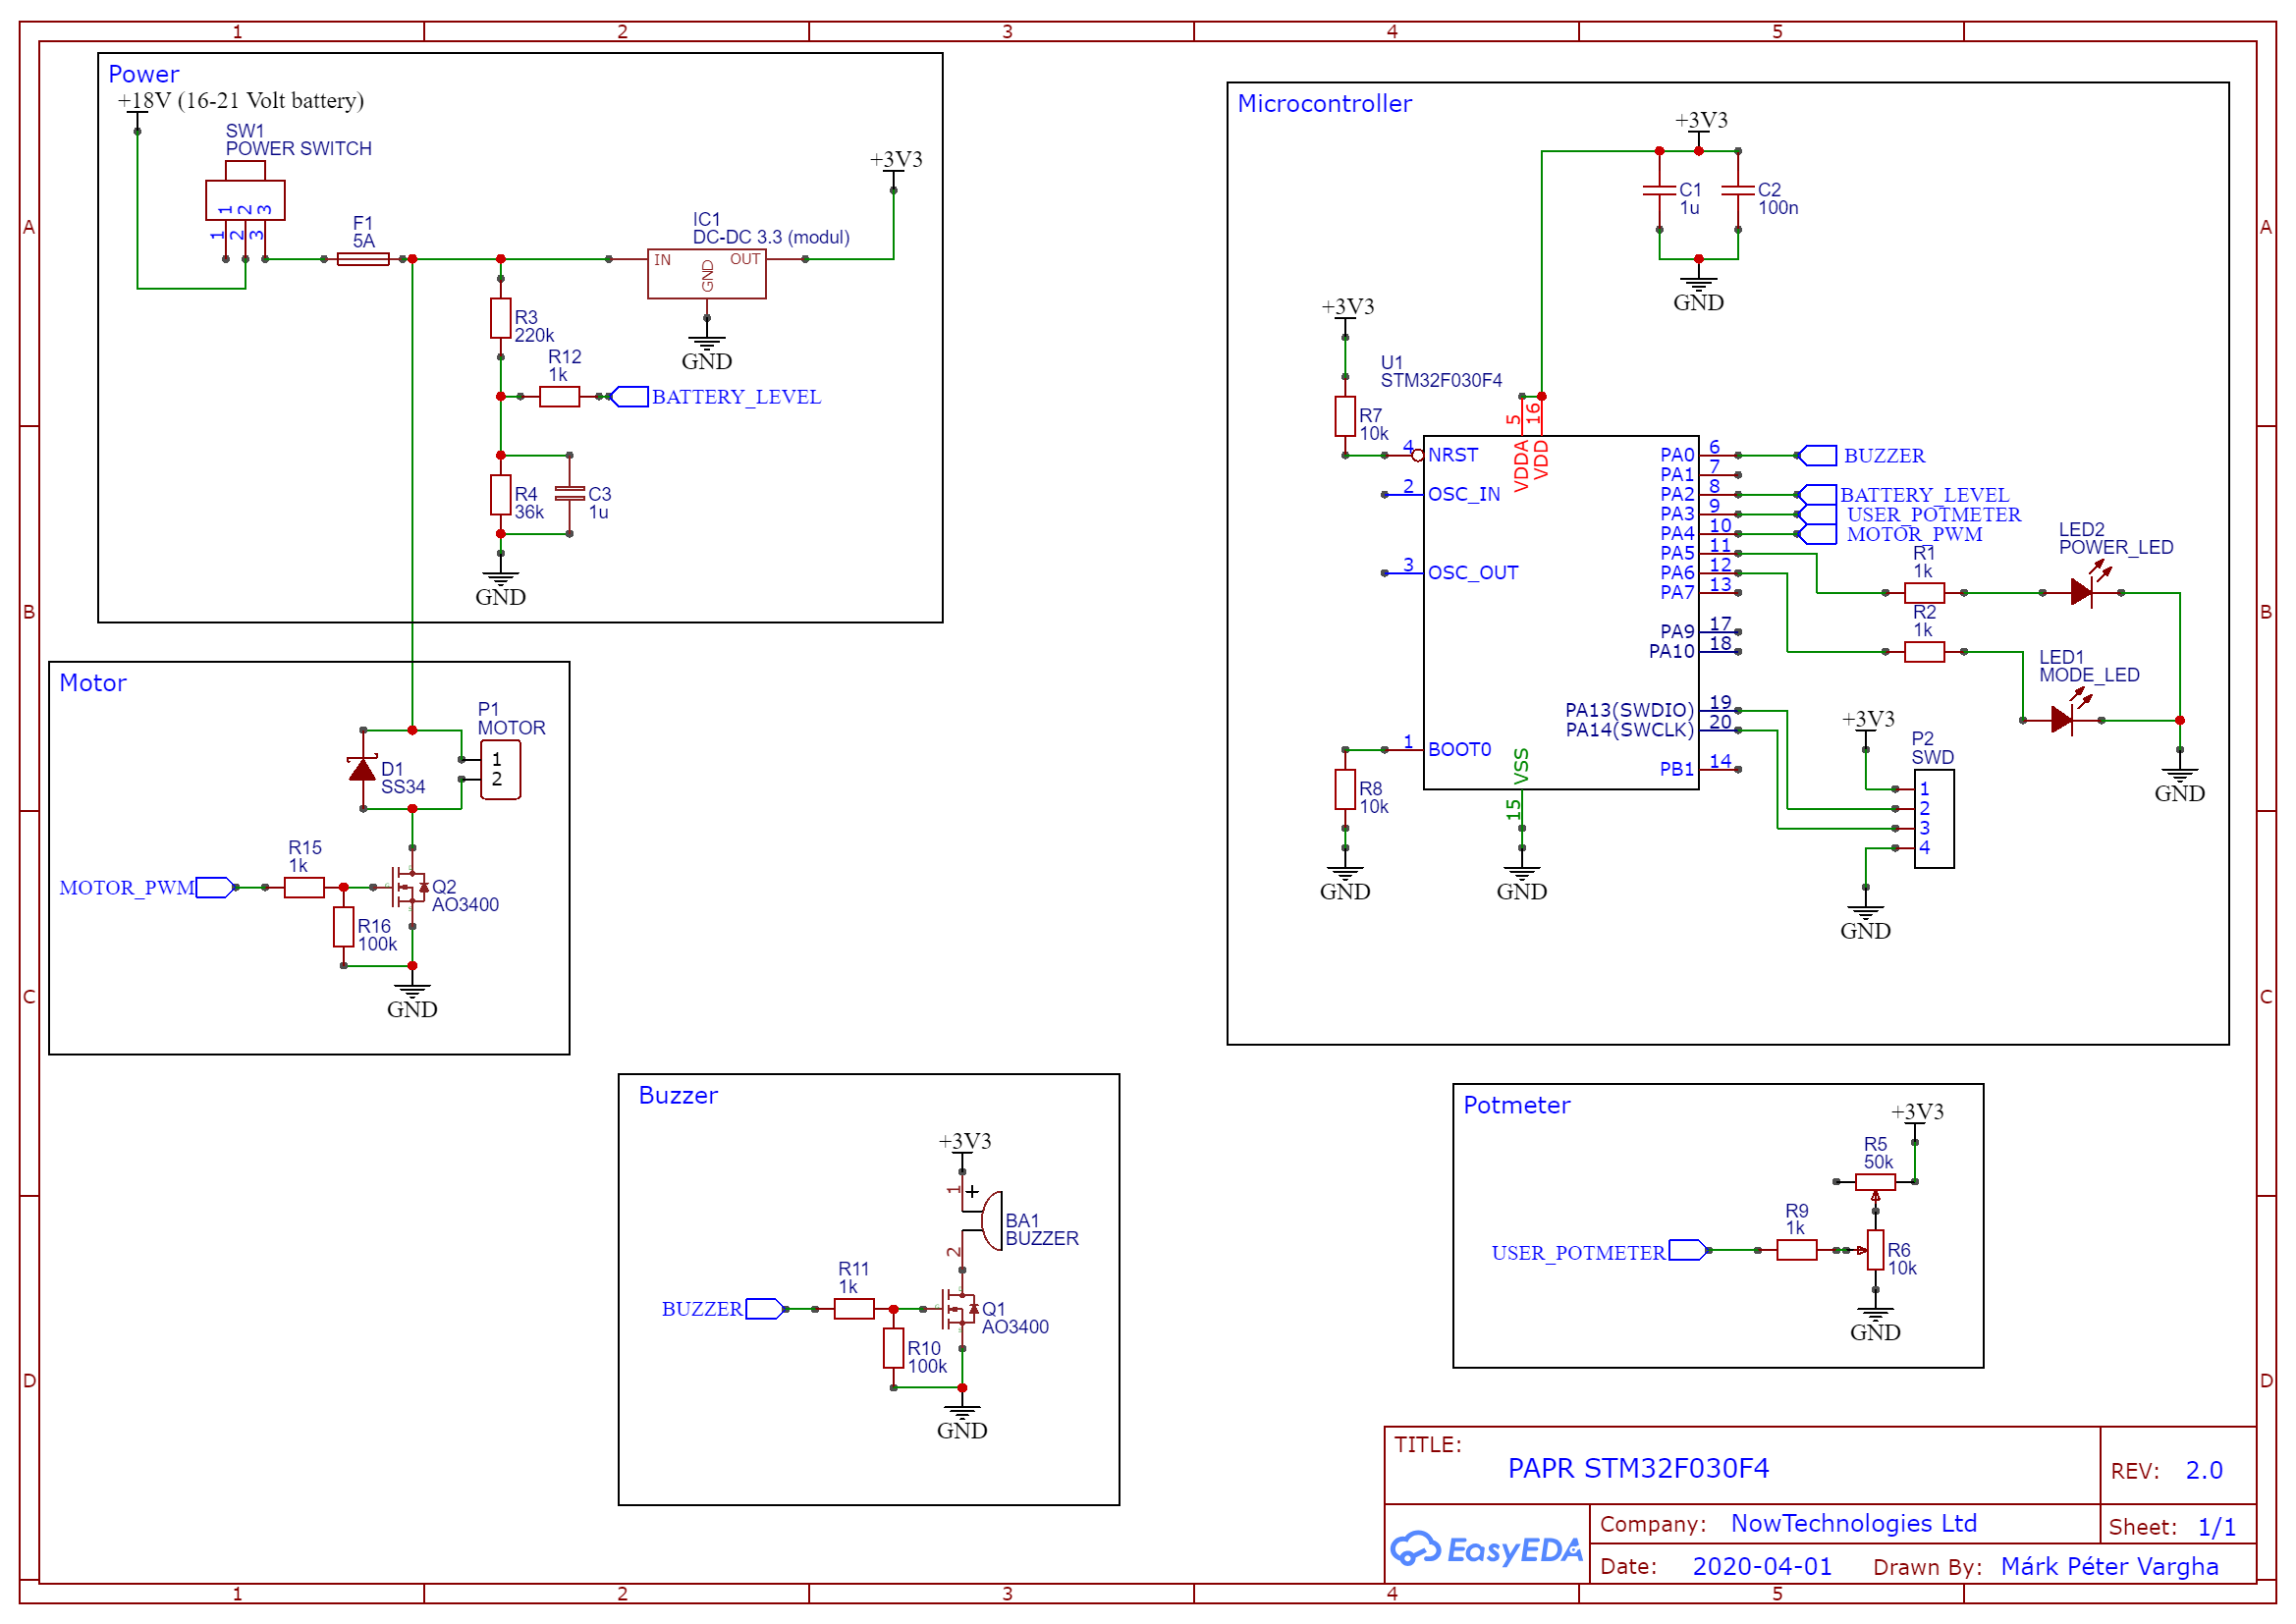 1 2 3 4 5
A
B
C
D
A
B
C
D
1 2 3 4 5
Power
+18V (16-21 Volt battery)
SW1
POWER SWITCH
1 2 3
1 2 3
F1
5A
IC1
DC-DC 3.3 (modul)
IN
OUT
GND
+3V3
GND
R3
220k
R12
1k
BATTERY_LEVEL
R4
36k
C3
1u
GND
Motor
P1
MOTOR
1
2
D1
SS34
R15
1k
MOTOR_PWM
Q2
AO3400
R16
100k
GND
Buzzer
+3V3
1
+
BA1
BUZZER
2
R11
1k
BUZZER
Q1
AO3400
R10
100k
GND
Microcontroller
+3V3
C1
1u
C2
100n
GND
+3V3
R7
10k
U1
STM32F030F4
5
16
VDDA
VDD
4
NRST
2
OSC_IN
3
OSC_OUT
1
BOOT0
R8
10k
GND
VSS
15
GND
PA0 6 BUZZER
PA1 7
PA2 8 BATTERY_LEVEL
PA3 9 USER_POTMETER
PA4 10 MOTOR_PWM
PA5 11
PA6 12
PA7 13
PA9 17
PA10 18
PA13(SWDIO) 19
PA14(SWCLK) 20
PB1 14
R1
1k
LED2
POWER_LED
R2
1k
LED1
MODE_LED
GND
+3V3
P2
SWD
1
2
3
4
GND
Potmeter
+3V3
R5
50k
R9
1k
USER_POTMETER
R6
10k
GND
TITLE:
PAPR STM32F030F4
REV: 2.0
EasyEDA
Company: NowTechnologies Ltd
Sheet: 1/1
Date: 2020-04-01
Drawn By: Márk Péter Vargha